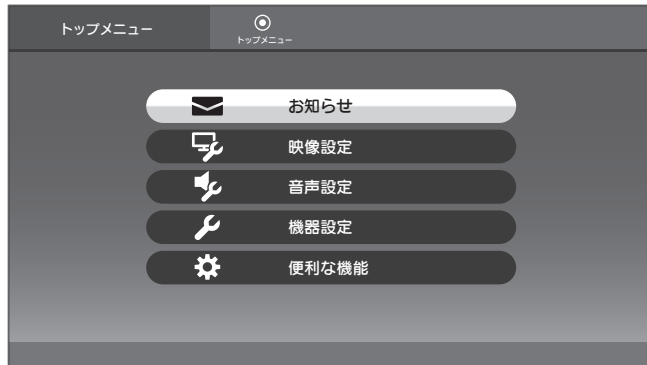 トップメニュー
トップメニュー
お知らせ
映像設定
音声設定
機器設定
便利な機能